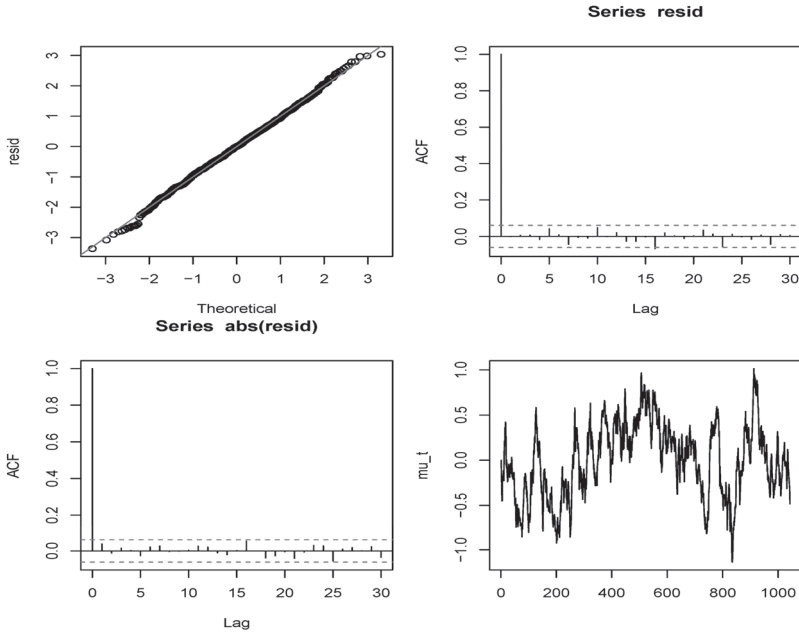 Series resid
3
2
1
0
−1
−2
−3
resid
−3 −2 −1 0 1 2 3
Theoretical
1.0
0.8
0.6
0.4
0.2
0.0
ACF
0 5 10 15 20 25 30
Lag
Series abs(resid)
1.0
0.8
0.6
0.4
0.2
0.0
ACF
0 5 10 15 20 25 30
Lag
0.5
0.0
−0.5
−1.0
mu_t
0 200 400 600 800 1000